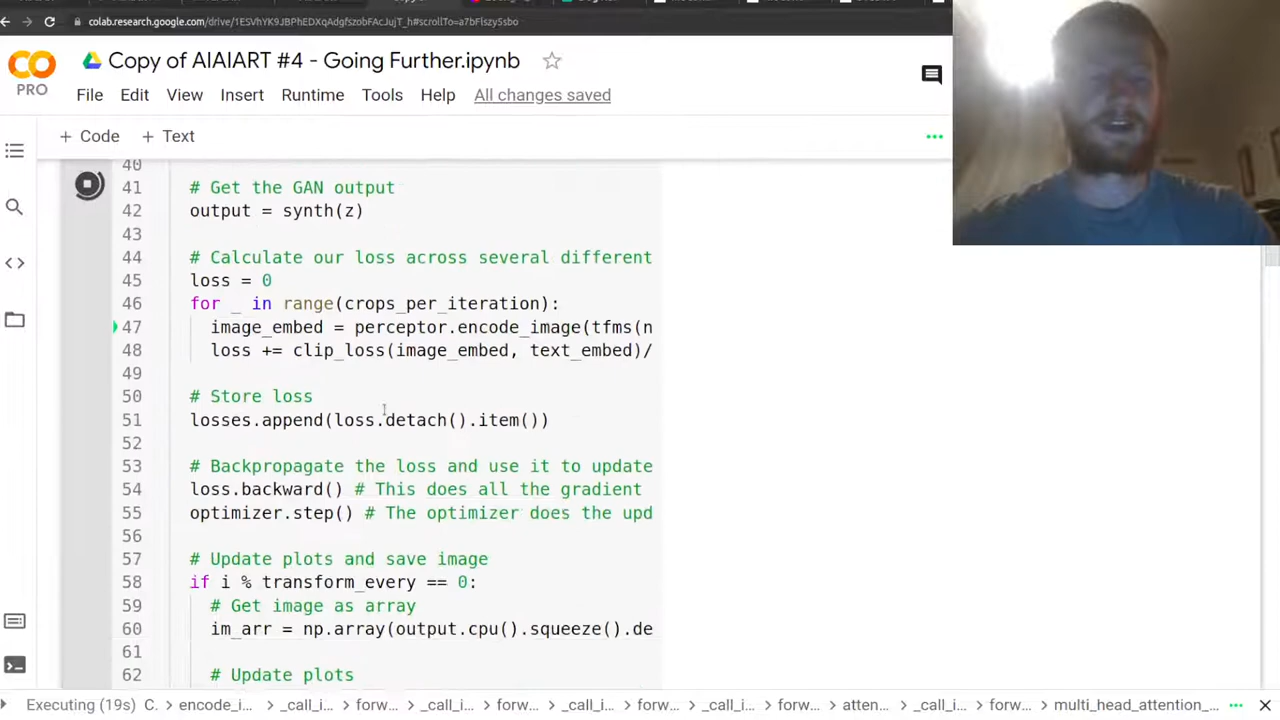 colab.research.google.com/drive/1ESVhYK9JBPhEDXqAdgfszobFAcJujT_h#scrollTo=a7bFlszy5sbo
Copy of AIAIART #4 - Going Further.ipynb
PRO
File Edit View Insert Runtime Tools Help All changes saved
+ Code + Text
40
41 # Get the GAN output
42 output = synth(z)
43
44 # Calculate our loss across several different
45 loss = 0
46 for _ in range(crops_per_iteration):
47 image_embed = perceptor.encode_image(tfms(n
48 loss += clip_loss(image_embed, text_embed)/
49
50 # Store loss
51 losses.append(loss.detach().item())
52
53 # Backpropagate the loss and use it to update
54 loss.backward() # This does all the gradient
55 optimizer.step() # The optimizer does the upd
56
57 # Update plots and save image
58 if i % transform_every == 0:
59 # Get image as array
60 im_arr = np.array(output.cpu().squeeze().de
61
62 # Update plots
Executing (19s) C. > encode_i... > _call_i... > forw... > _call_i... > forw... > _call_i... > forw... > _call_i... > forw... > atten... > _call_i... > forw... > multi_head_attention_...